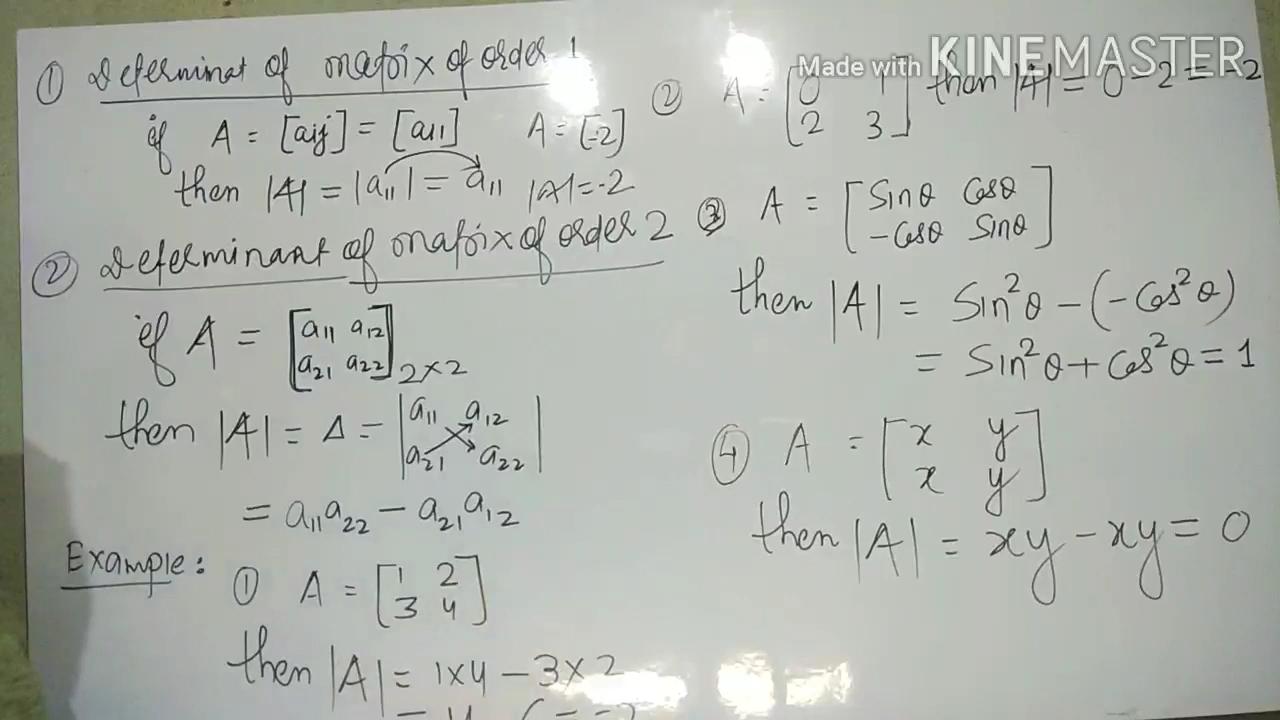 ① Determinat of matrix of order 1
if A = [aij] = [a₁₁] A = [-2]
then |A| = |a₁₁| = a₁₁ |A| = -2
② Determinant of matrix of order 2
if A = [a₁₁ a₁₂
a₂₁ a₂₂]₂ₓ₂
then |A| = Δ = |a₁₁ a₁₂
a₂₁ a₂₂|
= a₁₁a₂₂ - a₂₁a₁₂
Example:
① A = [1 2
3 4]
then |A| = 1×4 - 3×2
Made with KINEMASTER
② A = [0 1
2 3] then |A| = 0-2 = -2
③ A = [Sinθ Cosθ
-Cosθ Sinθ]
then |A| = Sin²θ - (-Cos²θ)
= Sin²θ + Cos²θ = 1
④ A = [x y
x y]
then |A| = xy - xy = 0